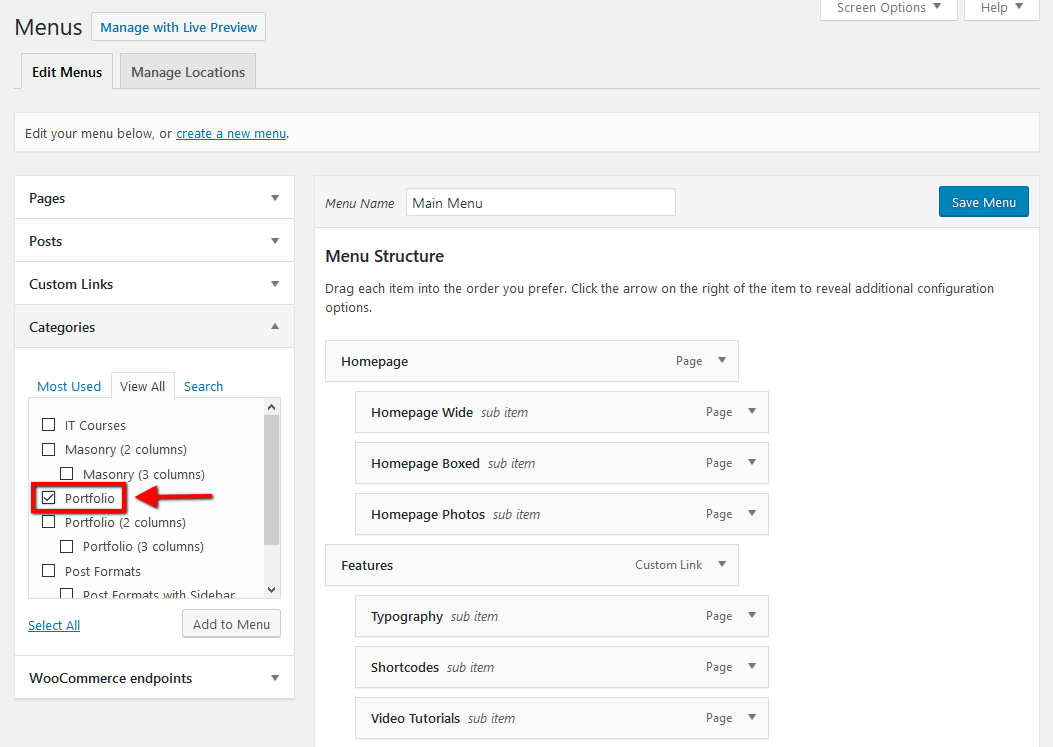 Menus
Manage with Live Preview
Screen Options
Help
Edit Menus
Manage Locations
Edit your menu below, or create a new menu.
Pages
Posts
Custom Links
Categories
Most Used
View All
Search
IT Courses
Masonry (2 columns)
Masonry (3 columns)
Portfolio
Portfolio (2 columns)
Portfolio (3 columns)
Post Formats
Post Formats with Sidebar
Select All
Add to Menu
WooCommerce endpoints
Menu Name
Main Menu
Save Menu
Menu Structure
Drag each item into the order you prefer. Click the arrow on the right of the item to reveal additional configuration
options.
Homepage Page
Homepage Wide sub item Page
Homepage Boxed sub item Page
Homepage Photos sub item Page
Features Custom Link
Typography sub item Page
Shortcodes sub item Page
Video Tutorials sub item Page